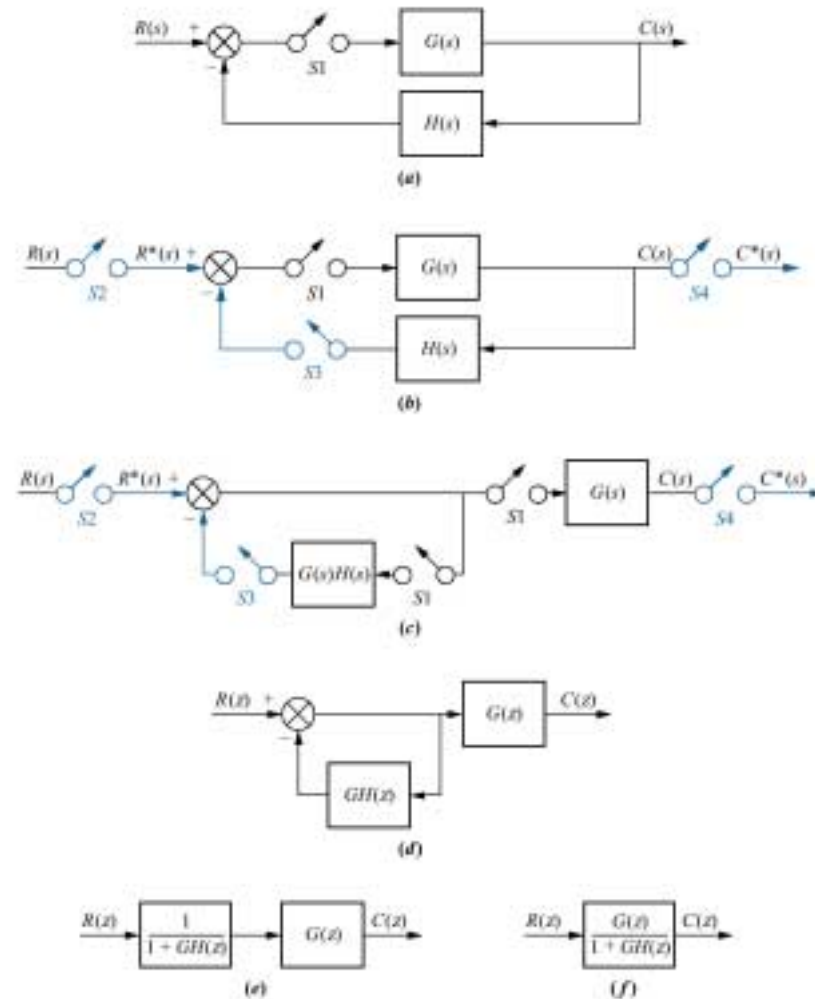 R(s) + C(s)
G(s)
−
S1
H(s)
(a)
R(s) R*(s) + C(s) C*(s)
G(s)
−
S2 S1 S4
H(s)
S3
(b)
R(s) R*(s) + C(s) C*(s)
G(s)
−
S2 S1 S4
G(s)H(s)
S3 S1
(c)
R(z) + C(z)
G(z)
−
GH(z)
(d)
R(z) 1 C(z) R(z) G(z) C(z)
1 + GH(z) G(z) 1 + GH(z)
(e) (f)